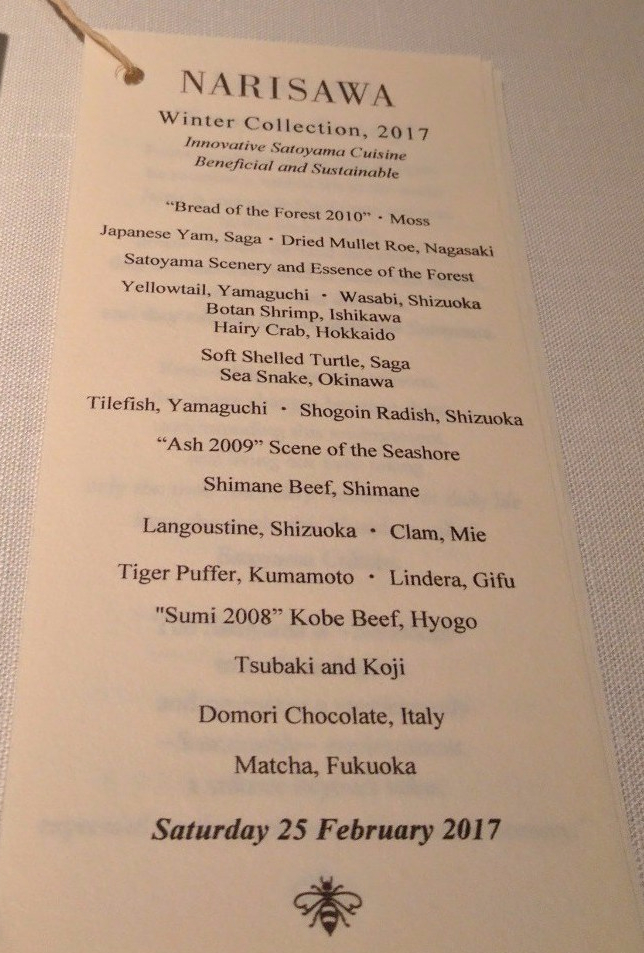 NARISAWA
Winter Collection, 2017
Innovative Satoyama Cuisine
Beneficial and Sustainable
“Bread of the Forest 2010” · Moss
Japanese Yam, Saga · Dried Mullet Roe, Nagasaki
Satoyama Scenery and Essence of the Forest
Yellowtail, Yamaguchi · Wasabi, Shizuoka
Botan Shrimp, Ishikawa
Hairy Crab, Hokkaido
Soft Shelled Turtle, Saga
Sea Snake, Okinawa
Tilefish, Yamaguchi · Shogoin Radish, Shizuoka
“Ash 2009” Scene of the Seashore
Shimane Beef, Shimane
Langoustine, Shizuoka · Clam, Mie
Tiger Puffer, Kumamoto · Lindera, Gifu
"Sumi 2008” Kobe Beef, Hyogo
Tsubaki and Koji
Domori Chocolate, Italy
Matcha, Fukuoka
Saturday 25 February 2017